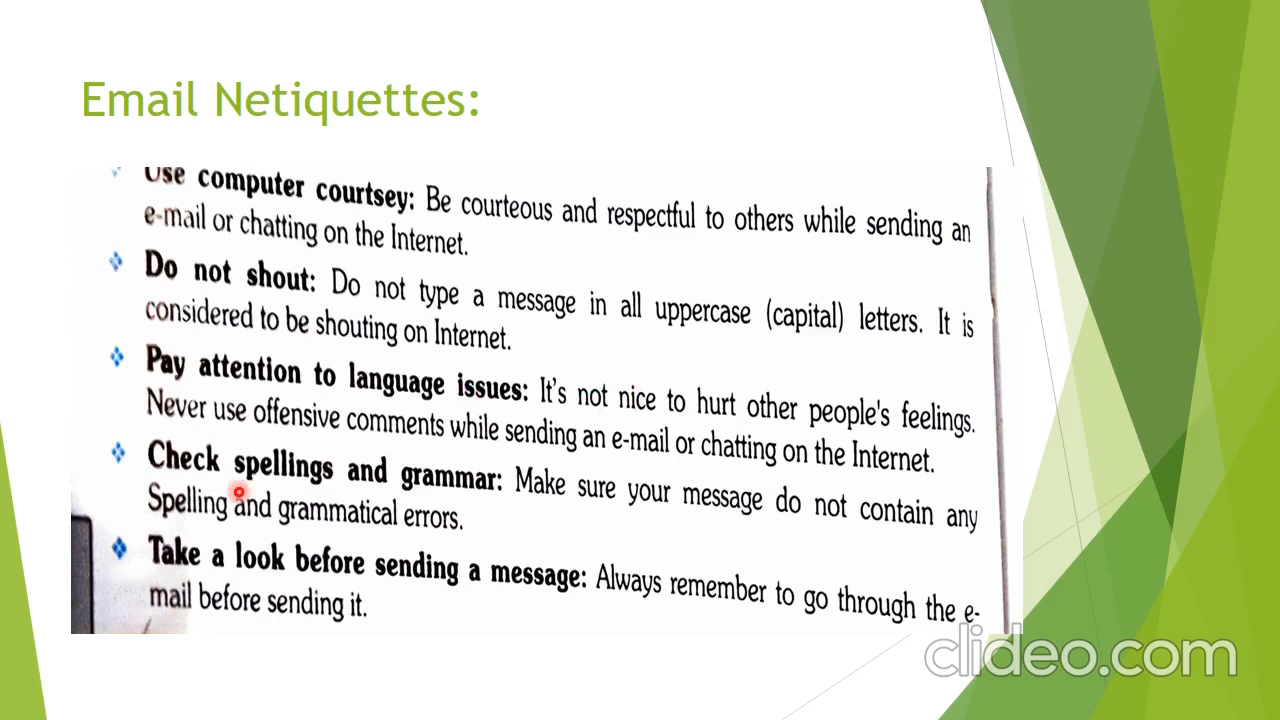 Email Netiquettes:
Use computer courtsey: Be courteous and respectful to others while sending an
e-mail or chatting on the Internet.
Do not shout: Do not type a message in all uppercase (capital) letters. It is
considered to be shouting on Internet.
Pay attention to language issues: It's not nice to hurt other people's feelings.
Never use offensive comments while sending an e-mail or chatting on the Internet.
Check spellings and grammar: Make sure your message do not contain any
Spelling and grammatical errors.
Take a look before sending a message: Always remember to go through the e-
mail before sending it.
clideo.com